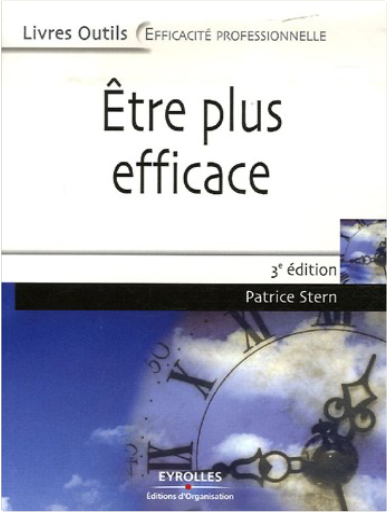 Livres Outils EFFICACITÉ PROFESSIONNELLE
Être plus
efficace
3e édition
Patrice Stern
EYROLLES
Éditions d'Organisation